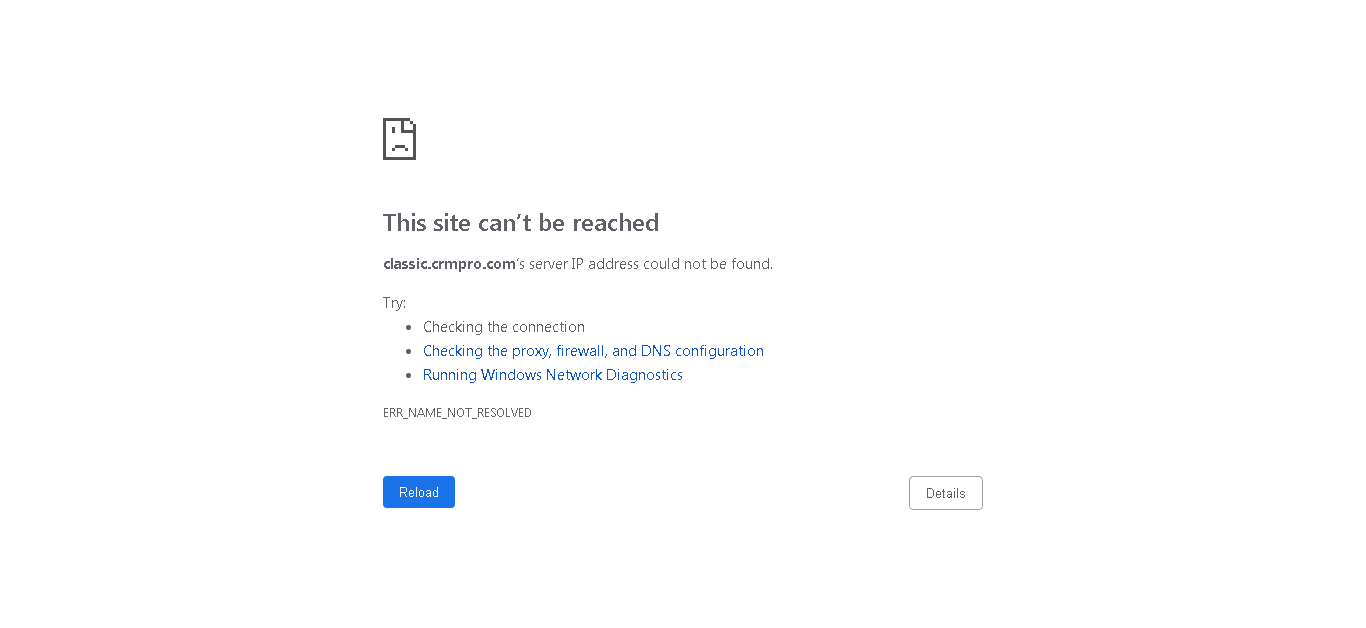 This site can’t be reached
classic.crmpro.com’s server IP address could not be found.
Try:
• Checking the connection
• Checking the proxy, firewall, and DNS configuration
• Running Windows Network Diagnostics
ERR_NAME_NOT_RESOLVED
Reload
Details